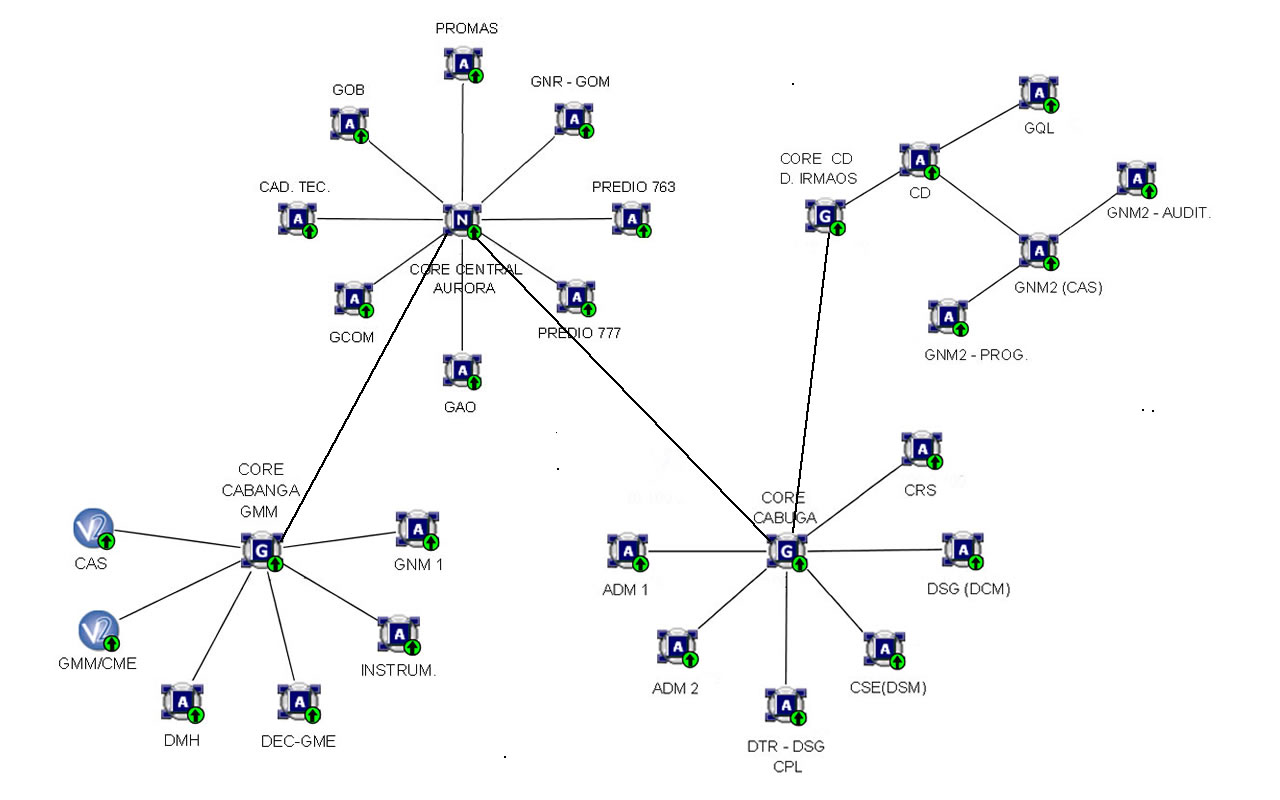 PROMAS
A
GNR - GOM
A
GOB
A
CAD. TEC.
A
PREDIO 763
A
N
CORE CENTRAL
AURORA
A
GCOM
A
PREDIO 777
A
GAO
A
GQL
CORE CD
D. IRMAOS
G
A
CD
A
GNM2 - AUDIT.
A
GNM2 (CAS)
A
GNM2 - PROG.
CORE
CABANGA
GMM
G
V2
CAS
A
GNM 1
V2
GMM/CME
A
INSTRUM.
A
DMH
A
DEC-GME
CORE
CABUGA
G
A
CRS
A
ADM 1
A
DSG (DCM)
A
ADM 2
A
CSE(DSM)
A
DTR - DSG
CPL